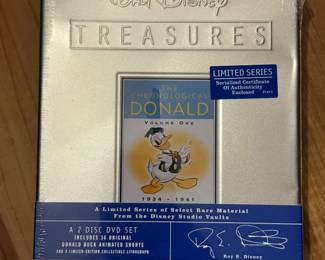 Walt Disney
TREASURES
LIMITED SERIES
Serialized Certificate
Of Authenticity
Enclosed
THE
CHRONOLOGICAL
DONALD
VOLUME ONE
1934 - 1941
A Limited Series of Select Rare Material
From the Disney Studio Vaults
A 2 DISC DVD SET
INCLUDES 36 ORIGINAL
DONALD DUCK ANIMATED SHORTS
AND A LIMITED-EDITION COLLECTIBLE LITHOGRAPH
Roy E. Disney